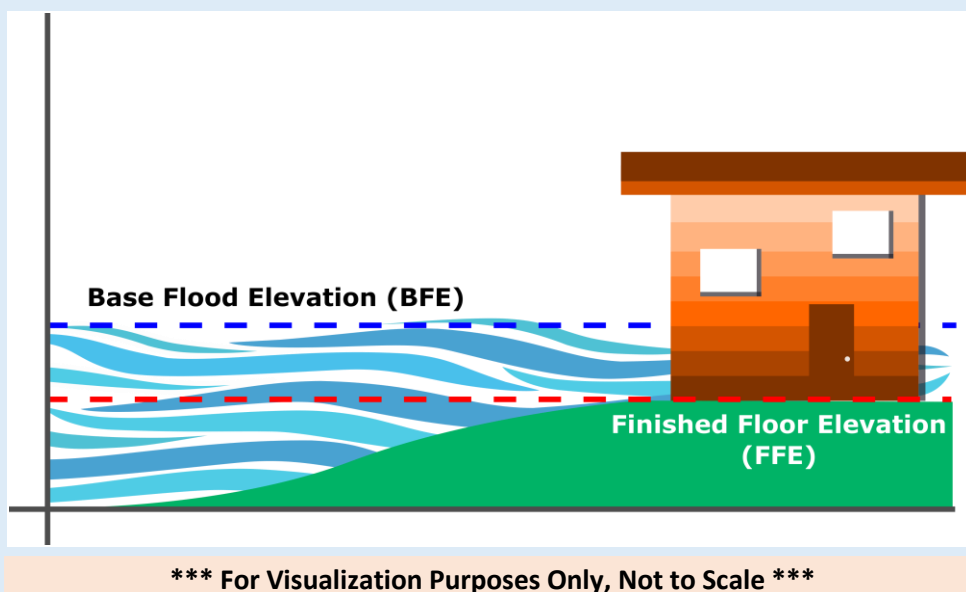 Base Flood Elevation (BFE)
Finished Floor Elevation
(FFE)
*** For Visualization Purposes Only, Not to Scale ***